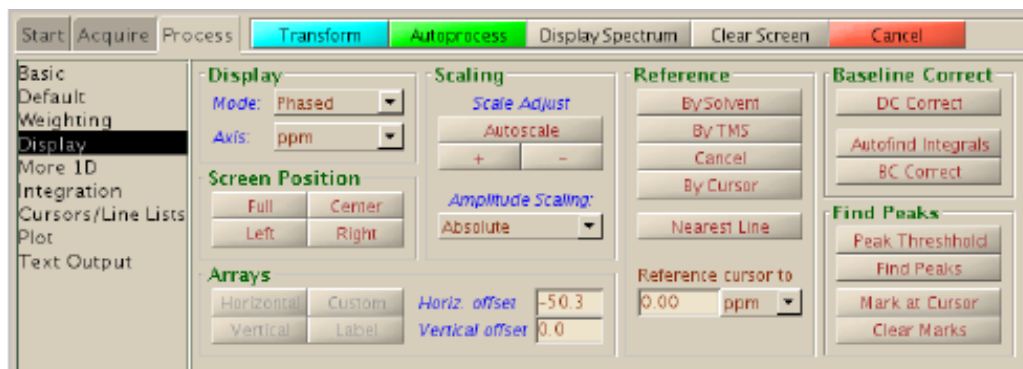 Start Acquire Process Transform Autoprocess Display Spectrum Clear Screen Cancel
Basic
Default
Weighting
Display
More 1D
Integration
Cursors/Line Lists
Plot
Text Output
Display
Mode: Phased
Axis: ppm
Screen Position
Full Center
Left Right
Scaling
Scale Adjust
Autoscale
+ -
Amplitude Scaling:
Absolute
Arrays
Horizontal Custom Horiz. offset -50.3
Vertical Label Vertical offset 0.0
Reference
By Solvent
By TMS
Cancel
By Cursor
Nearest Line
Reference cursor to
0.00 ppm
Baseline Correct
DC Correct
Autofind Integrals
BC Correct
Find Peaks
Peak Threshhold
Find Peaks
Mark at Cursor
Clear Marks